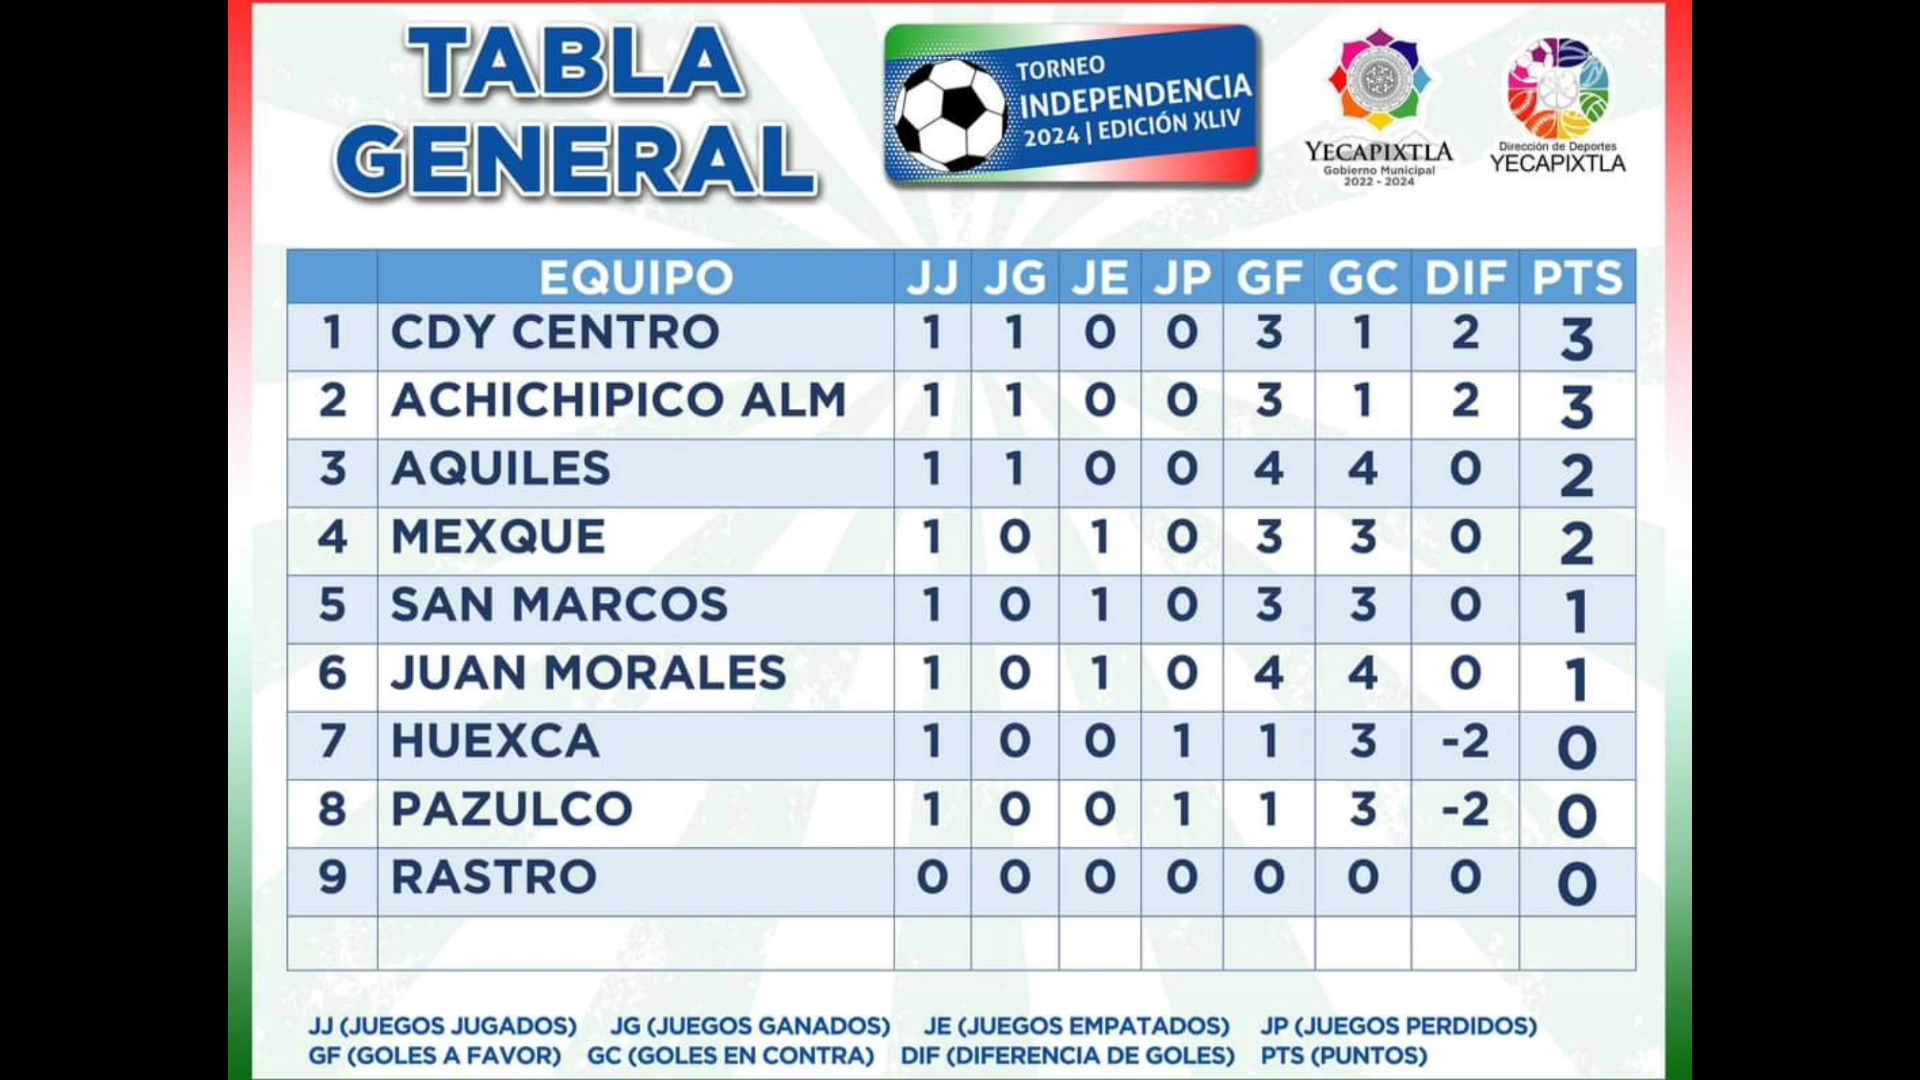 TABLA
GENERAL
TORNEO
INDEPENDENCIA
2024 | EDICIÓN XLIV
YECAPIXTLA
Gobierno Municipal
2022 - 2024
Dirección de Deportes
YECAPIXTLA
EQUIPO JJ JG JE JP GF GC DIF PTS
1 CDY CENTRO 1 1 0 0 3 1 2 3
2 ACHICHIPICO ALM 1 1 0 0 3 1 2 3
3 AQUILES 1 1 0 0 4 4 0 2
4 MEXQUE 1 0 1 0 3 3 0 2
5 SAN MARCOS 1 0 1 0 3 3 0 1
6 JUAN MORALES 1 0 1 0 4 4 0 1
7 HUEXCA 1 0 0 1 1 3 -2 0
8 PAZULCO 1 0 0 1 1 3 -2 0
9 RASTRO 0 0 0 0 0 0 0 0
JJ (JUEGOS JUGADOS) JG (JUEGOS GANADOS) JE (JUEGOS EMPATADOS) JP (JUEGOS PERDIDOS)
GF (GOLES A FAVOR) GC (GOLES EN CONTRA) DIF (DIFERENCIA DE GOLES) PTS (PUNTOS)